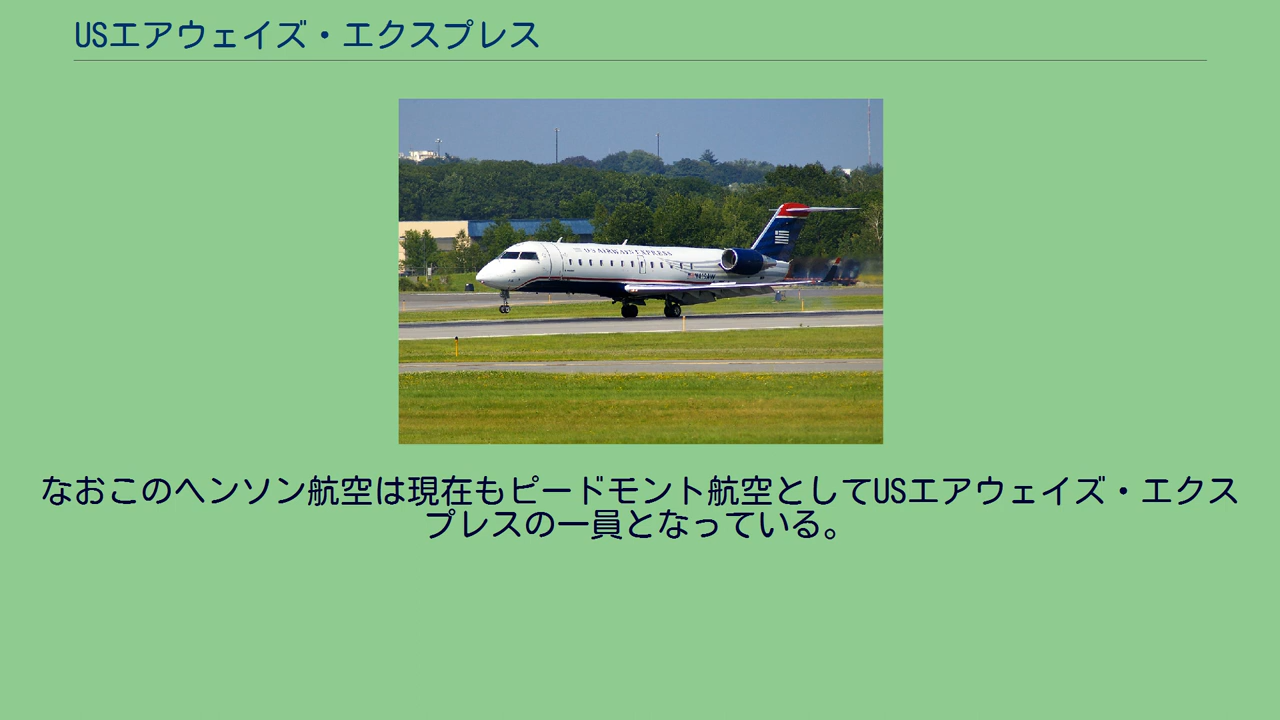 USエアウェイズ・エクスプレス
US AIRWAYS EXPRESS
なおこのヘンソン航空は現在もピードモント航空としてUSエアウェイズ・エクス
プレスの一員となっている。